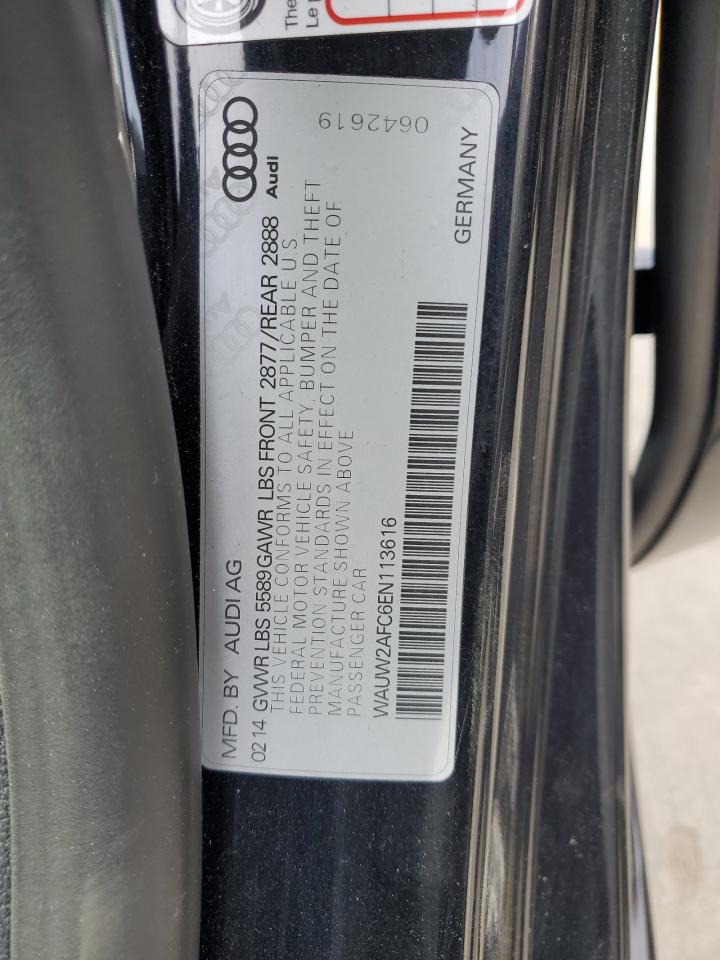 The
Le
MFD. BY AUDI AG
Audi
0214 GVWR LBS 5589 GAWR LBS FRONT 2877/REAR 2888
THIS VEHICLE CONFORMS TO ALL APPLICABLE U.S.
FEDERAL MOTOR VEHICLE SAFETY, BUMPER AND THEFT
PREVENTION STANDARDS IN EFFECT ON THE DATE OF
MANUFACTURE SHOWN ABOVE
PASSENGER CAR
0642619
WAUW2AFC6EN113616
GERMANY